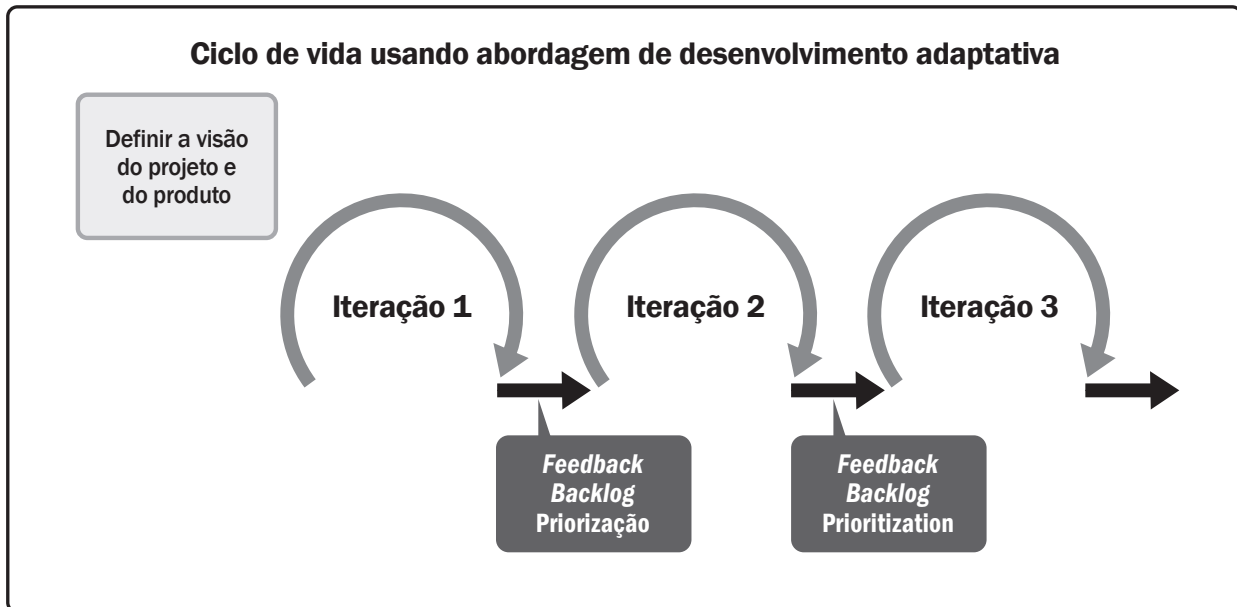 Ciclo de vida usando abordagem de desenvolvimento adaptativa
Definir a visão
do projeto e
do produto
Iteração 1
Iteração 2
Iteração 3
Feedback
Backlog
Priorização
Feedback
Backlog
Prioritization